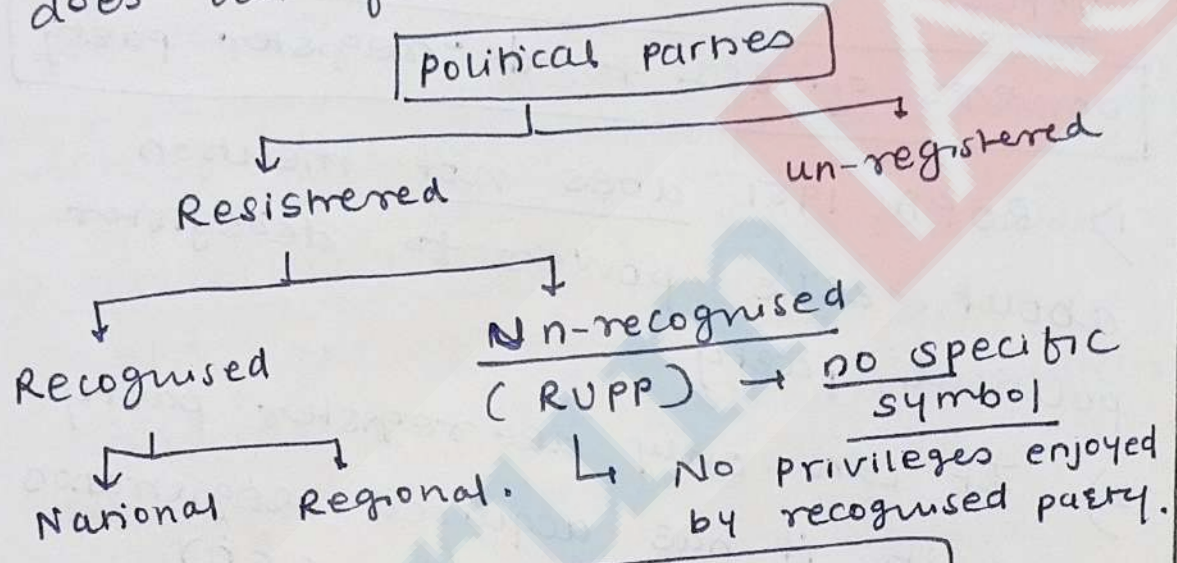 does
Political parties
Resistered
un-registered
Recognised
Un-recognised
(RUPP) → no specific
symbol
National Regional.
↳ No privileges enjoyed
by recognised party.